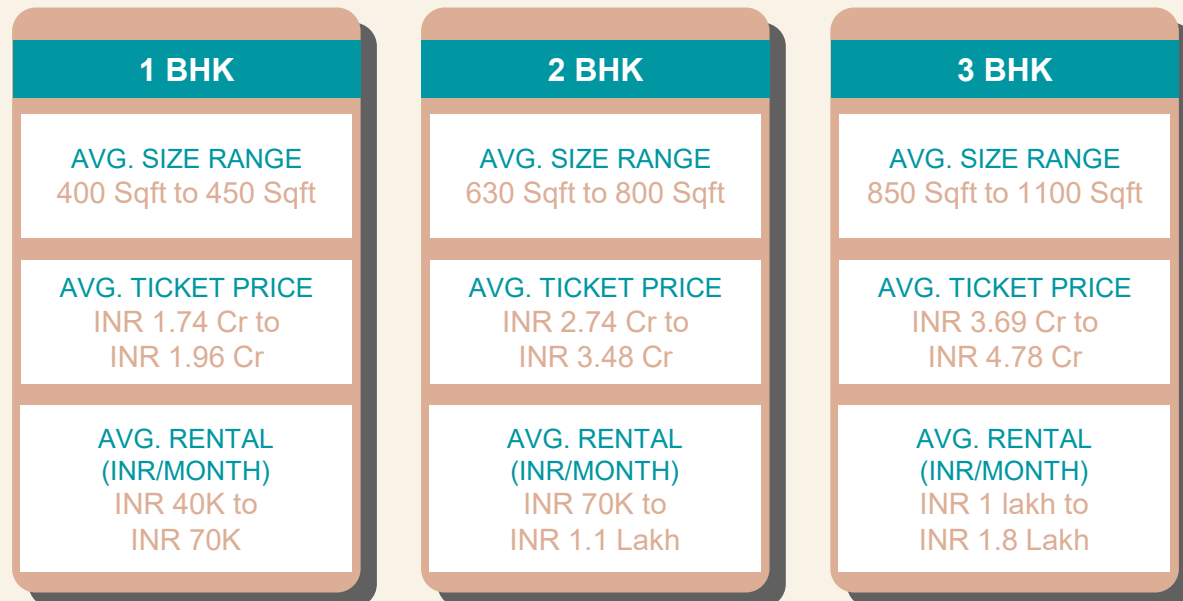 1 BHK
AVG. SIZE RANGE
400 Sqft to 450 Sqft
AVG. TICKET PRICE
INR 1.74 Cr to
INR 1.96 Cr
AVG. RENTAL
(INR/MONTH)
INR 40K to
INR 70K
2 BHK
AVG. SIZE RANGE
630 Sqft to 800 Sqft
AVG. TICKET PRICE
INR 2.74 Cr to
INR 3.48 Cr
AVG. RENTAL
(INR/MONTH)
INR 70K to
INR 1.1 Lakh
3 BHK
AVG. SIZE RANGE
850 Sqft to 1100 Sqft
AVG. TICKET PRICE
INR 3.69 Cr to
INR 4.78 Cr
AVG. RENTAL
(INR/MONTH)
INR 1 lakh to
INR 1.8 Lakh